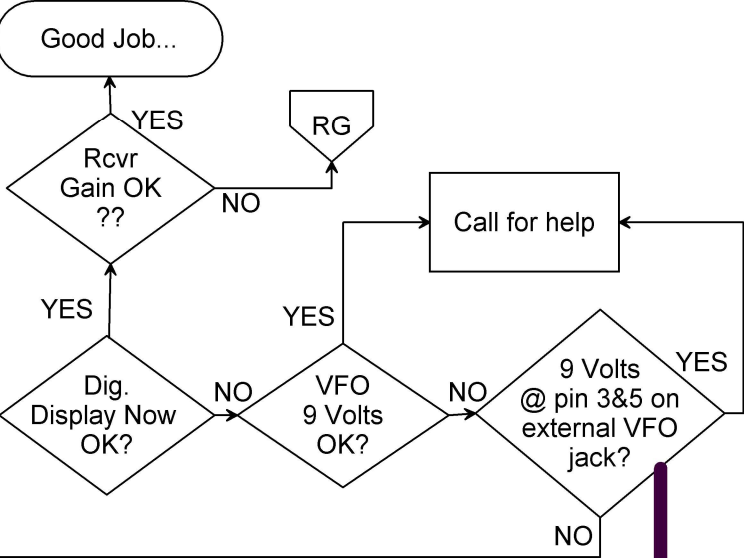 Good Job...
YES
RG
Rcvr
Gain OK
??
NO
Call for help
YES
YES
Dig.
Display Now
OK?
NO
VFO
9 Volts
OK?
NO
9 Volts
@ pin 3&5 on
external VFO
jack?
YES
NO